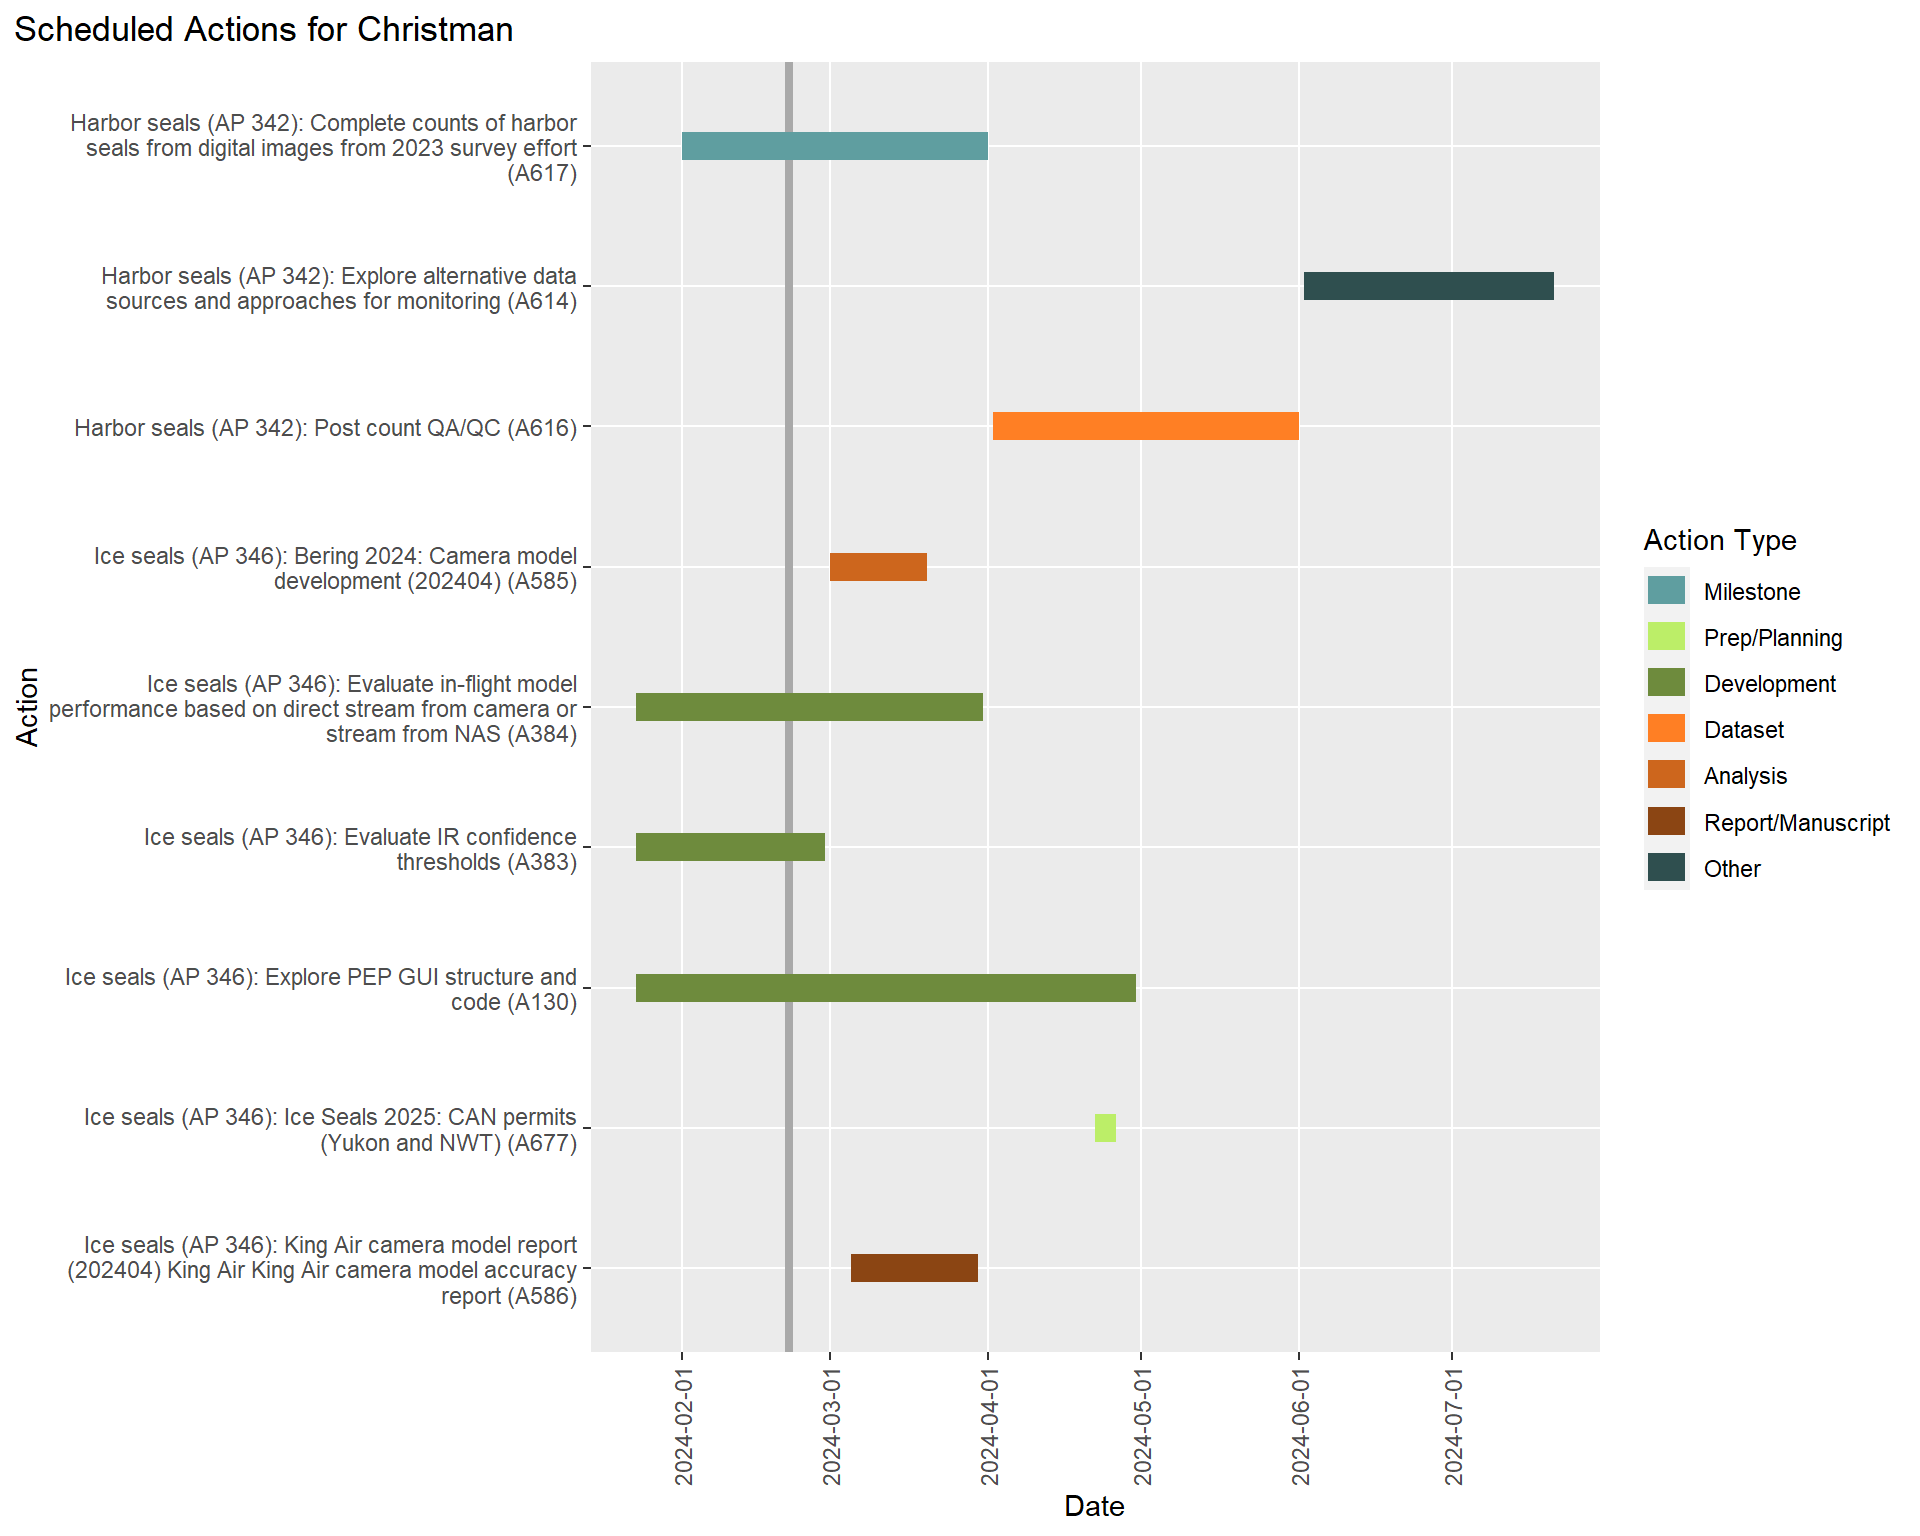 Scheduled Actions for Christman
Harbor seals (AP 342): Complete counts of harbor
seals from digital images from 2023 survey effort
(A617)
Harbor seals (AP 342): Explore alternative data
sources and approaches for monitoring (A614)
Harbor seals (AP 342): Post count QA/QC (A616)
Ice seals (AP 346): Bering 2024: Camera model
development (202404) (A585)
Ice seals (AP 346): Evaluate in-flight model
performance based on direct stream from camera or
stream from NAS (A384)
Ice seals (AP 346): Evaluate IR confidence
thresholds (A383)
Ice seals (AP 346): Explore PEP GUI structure and
code (A130)
Ice seals (AP 346): Ice Seals 2025: CAN permits
(Yukon and NWT) (A677)
Ice seals (AP 346): King Air camera model report
(202404) King Air King Air camera model accuracy
report (A586)
Action
2024-02-01
2024-03-01
2024-04-01
2024-05-01
2024-06-01
2024-07-01
Date
Action Type
Milestone
Prep/Planning
Development
Dataset
Analysis
Report/Manuscript
Other